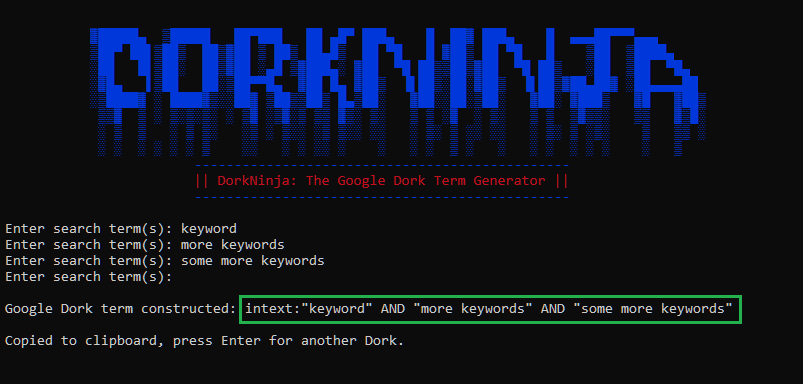 DORKNINJA
|| DorkNinja: The Google Dork Term Generator ||
Enter search term(s): keyword
Enter search term(s): more keywords
Enter search term(s): some more keywords
Enter search term(s):
Google Dork term constructed: intext:"keyword" AND "more keywords" AND "some more keywords"
Copied to clipboard, press Enter for another Dork.